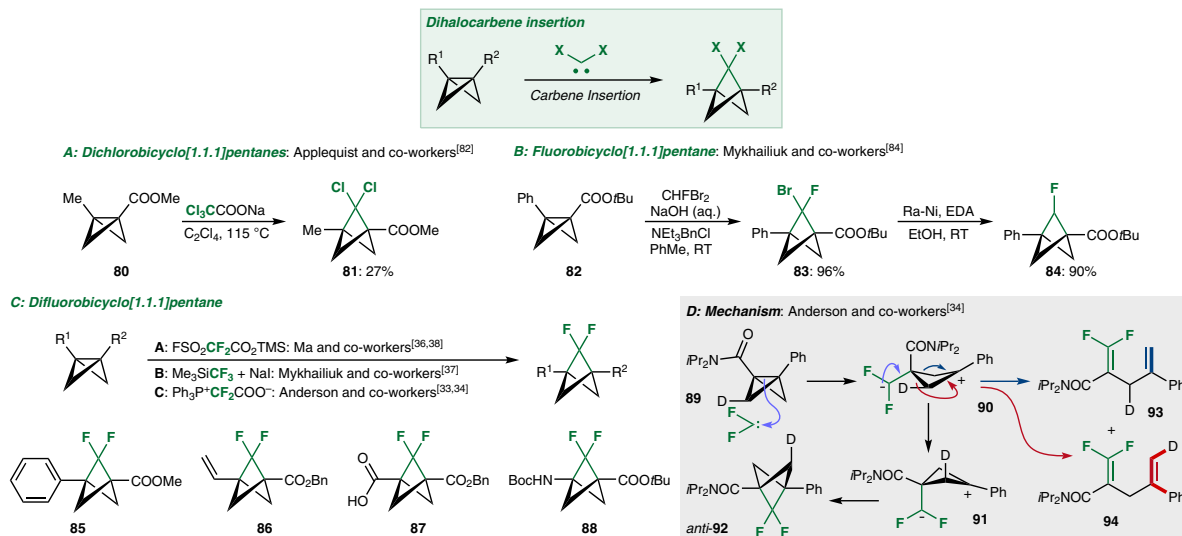 Dihalocarbene insertion
R1 R2
X X
Carbene Insertion
X X
R1 R2
A: Dichlorobicyclo[1.1.1]pentanes: Applequist and co-workers[82]
Me COOMe
80
Cl3CCOONa
C2Cl4, 115 °C
Cl Cl
Me COOMe
81: 27%
B: Fluorobicyclo[1.1.1]pentane: Mykhailiuk and co-workers[84]
Ph COOtBu
82
CHFBr2
NaOH (aq.)
NEt3BnCl
PhMe, RT
Br F
Ph COOtBu
83: 96%
Ra-Ni, EDA
EtOH, RT
F
Ph COOtBu
84: 90%
C: Difluorobicyclo[1.1.1]pentane
R1 R2
A: FSO2CF2CO2TMS: Ma and co-workers[36,38]
B: Me3SiCF3 + NaI: Mykhailiuk and co-workers[37]
C: Ph3P+CF2COO−: Anderson and co-workers[33,34]
F F
R1 R2
F F
COOMe
85
F F
CO2Bn
86
F F
O
OH
CO2Bn
87
F F
BocHN COOtBu
88
D: Mechanism: Anderson and co-workers[34]
O
iPr2N Ph
D
89
F
F :
CONiPr2
Ph
D
− +
F
F
90
F F
iPr2NOC Ph
D
93
+
F F D
iPr2NOC Ph
94
D
iPr2NOC
Ph
+
−
F F
91
D
iPr2NOC Ph
F F
anti-92